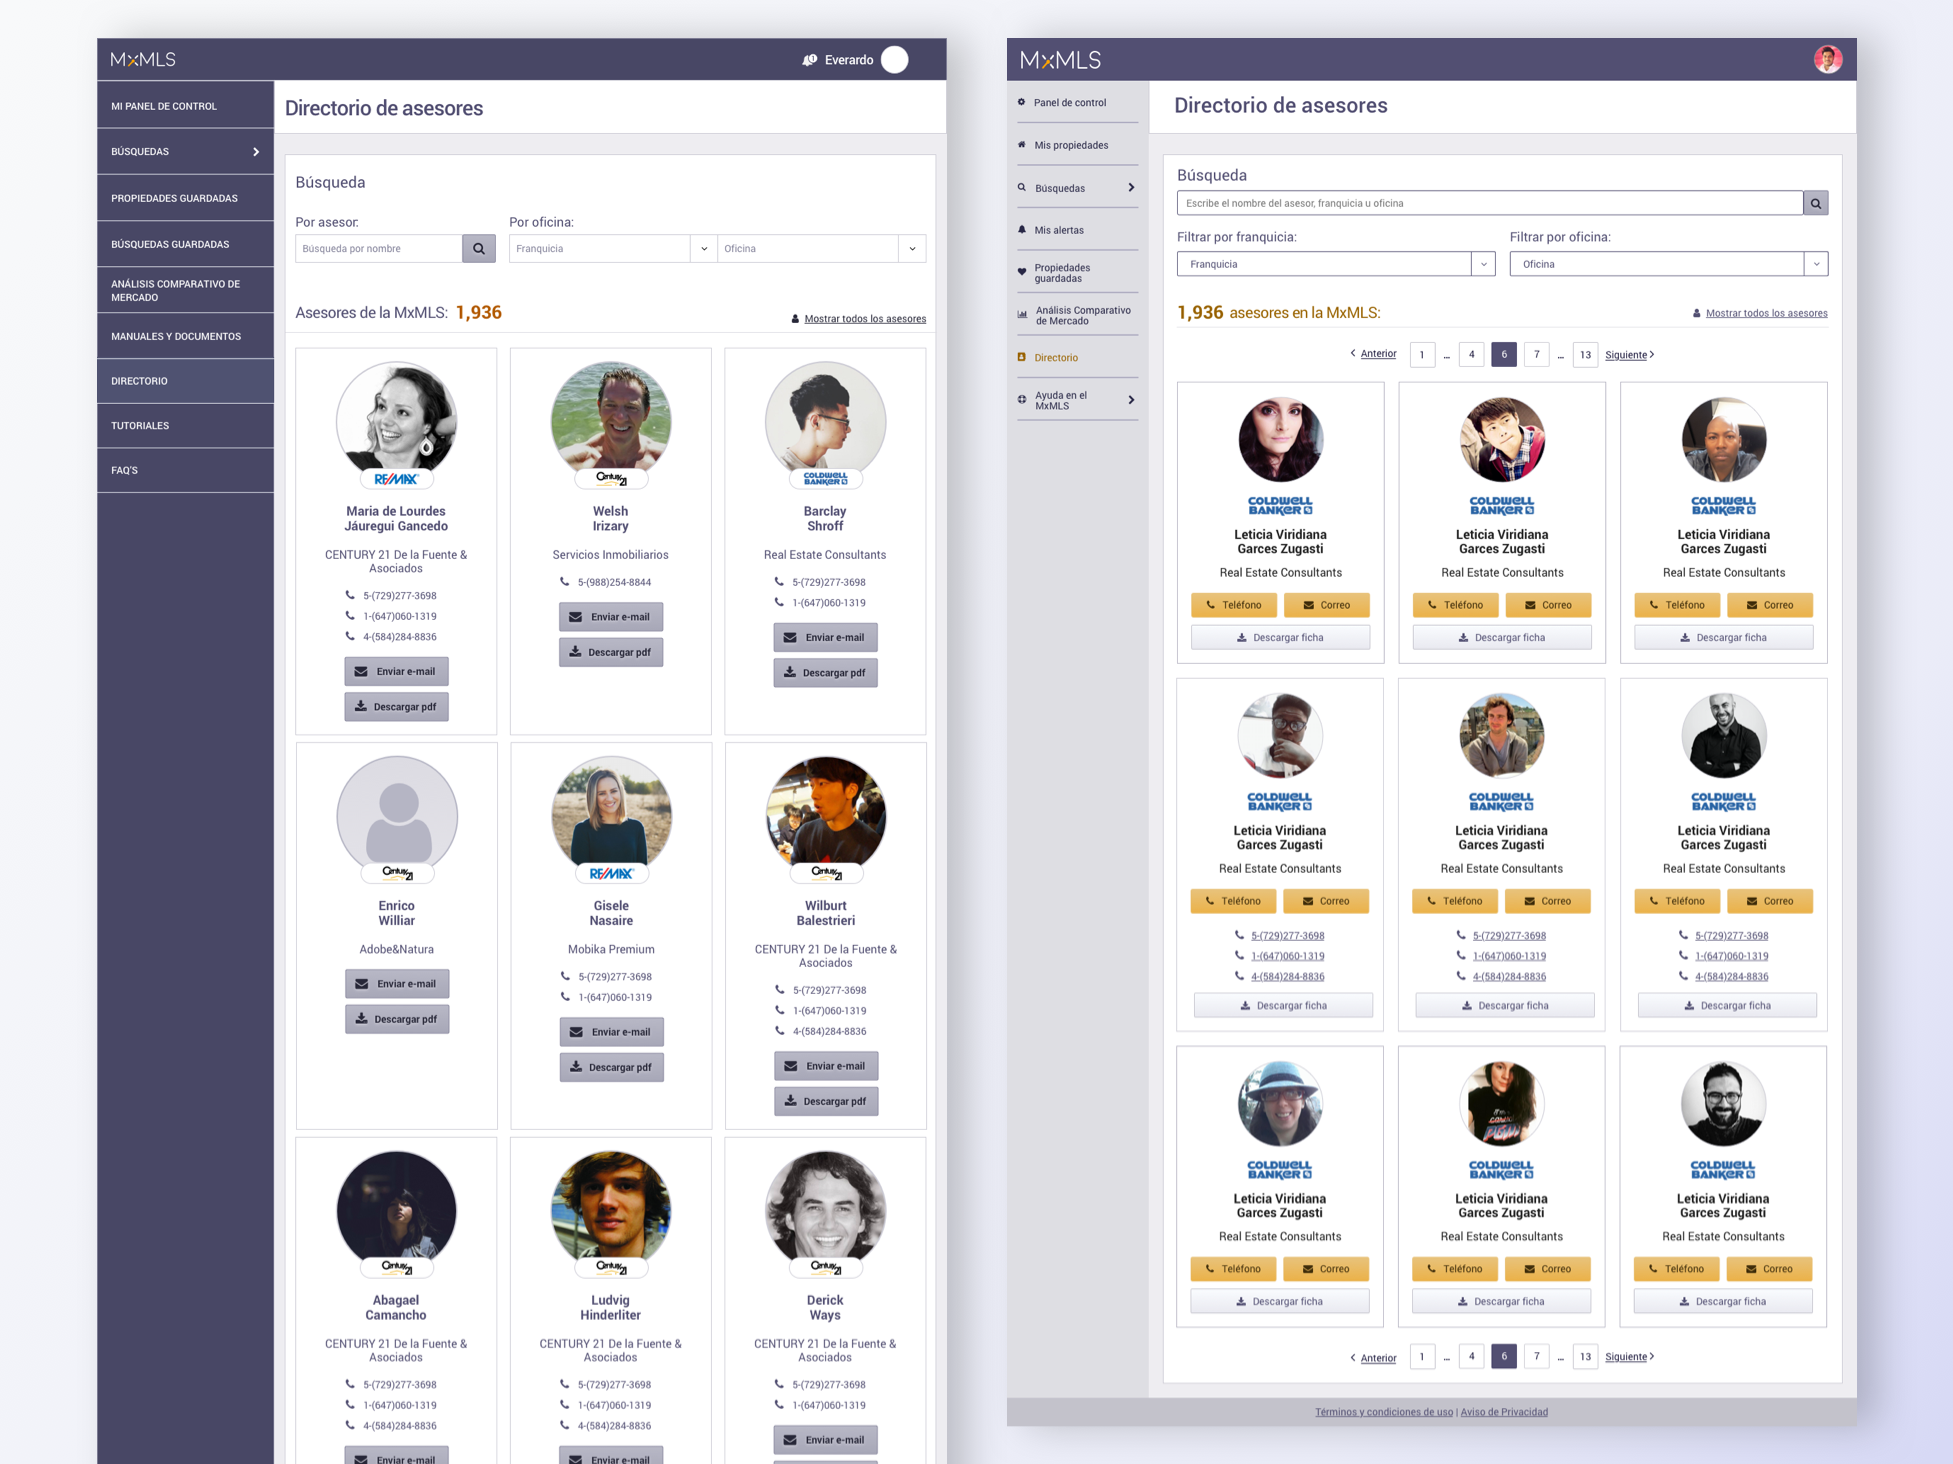 MxMLS
Everardo
MI PANEL DE CONTROL
BÚSQUEDAS
PROPIEDADES GUARDADAS
BÚSQUEDAS GUARDADAS
ANÁLISIS COMPARATIVO DE
MERCADO
MANUALES Y DOCUMENTOS
DIRECTORIO
TUTORIALES
FAQ'S
Directorio de asesores
Búsqueda
Por asesor:
Por oficina:
Búsqueda por nombre
Franquicia
Oficina
Asesores de la MxMLS: 1,936
Mostrar todos los asesores
RE/MAX
Maria de Lourdes
Jáuregui Gancedo
CENTURY 21 De la Fuente &
Asociados
5-(729)277-3698
1-(647)060-1319
4-(584)284-8836
Enviar e-mail
Descargar pdf
Century 21
Welsh
Irizary
Servicios Inmobiliarios
5-(988)254-8844
Enviar e-mail
Descargar pdf
COLDWELL
BANKER
Barclay
Shroff
Real Estate Consultants
5-(729)277-3698
1-(647)060-1319
Enviar e-mail
Descargar pdf
Century 21
Enrico
Williar
Adobe&Natura
Enviar e-mail
Descargar pdf
RE/MAX
Gisele
Nasaire
Mobika Premium
5-(729)277-3698
1-(647)060-1319
Enviar e-mail
Descargar pdf
Century 21
Wilburt
Balestrieri
CENTURY 21 De la Fuente &
Asociados
5-(729)277-3698
1-(647)060-1319
4-(584)284-8836
Enviar e-mail
Descargar pdf
Century 21
Abagael
Camancho
CENTURY 21 De la Fuente &
Asociados
5-(729)277-3698
1-(647)060-1319
4-(584)284-8836
Enviar e-mail
Century 21
Ludvig
Hinderliter
CENTURY 21 De la Fuente &
Asociados
5-(729)277-3698
1-(647)060-1319
4-(584)284-8836
Enviar e-mail
Century 21
Derick
Ways
CENTURY 21 De la Fuente &
Asociados
5-(729)277-3698
1-(647)060-1319
Enviar e-mail
MxMLS
Panel de control
Mis propiedades
Búsquedas
Mis alertas
Propiedades
guardadas
Análisis Comparativo
de Mercado
Directorio
Ayuda en el
MxMLS
Directorio de asesores
Búsqueda
Escribe el nombre del asesor, franquicia u oficina
Filtrar por franquicia:
Filtrar por oficina:
Franquicia
Oficina
1,936 asesores en la MxMLS:
Mostrar todos los asesores
Anterior 1 ... 4 6 7 ... 13 Siguiente
COLDWELL
BANKER
Leticia Viridiana
Garces Zugasti
Real Estate Consultants
Teléfono Correo
Descargar ficha
COLDWELL
BANKER
Leticia Viridiana
Garces Zugasti
Real Estate Consultants
Teléfono Correo
Descargar ficha
COLDWELL
BANKER
Leticia Viridiana
Garces Zugasti
Real Estate Consultants
Teléfono Correo
Descargar ficha
COLDWELL
BANKER
Leticia Viridiana
Garces Zugasti
Real Estate Consultants
Teléfono Correo
5-(729)277-3698
1-(647)060-1319
4-(584)284-8836
Descargar ficha
COLDWELL
BANKER
Leticia Viridiana
Garces Zugasti
Real Estate Consultants
Teléfono Correo
5-(729)277-3698
1-(647)060-1319
4-(584)284-8836
Descargar ficha
COLDWELL
BANKER
Leticia Viridiana
Garces Zugasti
Real Estate Consultants
Teléfono Correo
5-(729)277-3698
1-(647)060-1319
4-(584)284-8836
Descargar ficha
COLDWELL
BANKER
Leticia Viridiana
Garces Zugasti
Real Estate Consultants
Teléfono Correo
Descargar ficha
COLDWELL
BANKER
Leticia Viridiana
Garces Zugasti
Real Estate Consultants
Teléfono Correo
Descargar ficha
COLDWELL
BANKER
Leticia Viridiana
Garces Zugasti
Real Estate Consultants
Teléfono Correo
Descargar ficha
Anterior 1 ... 4 6 7 ... 13 Siguiente
Términos y condiciones de uso | Aviso de Privacidad